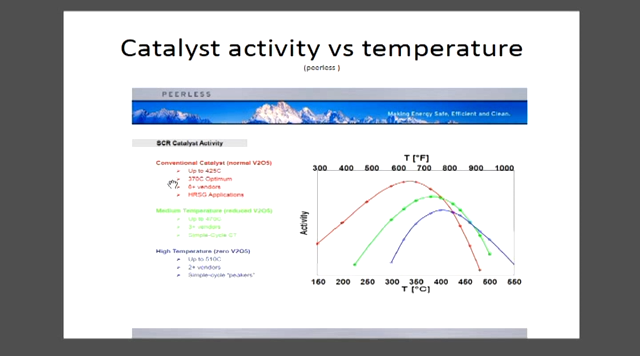 Catalyst activity vs temperature
(peerless )
PEERLESS
Making Energy Safe, Efficient and Clean.
SCR Catalyst Activity
Conventional Catalyst (normal V2O5)
Up to 425C
370C Optimum
6+ vendors
HRSG Applications
Medium Temperature (reduced V2O5)
Up to 470C
3+ vendors
Simple-Cycle GT
High Temperature (zero V2O5)
Up to 510C
2+ vendors
Simple-cycle "peakers"
T [°F]
300 400 500 600 700 800 900 1000
Activity
160 200 260 300 350 400 450 500 550
T [°C]